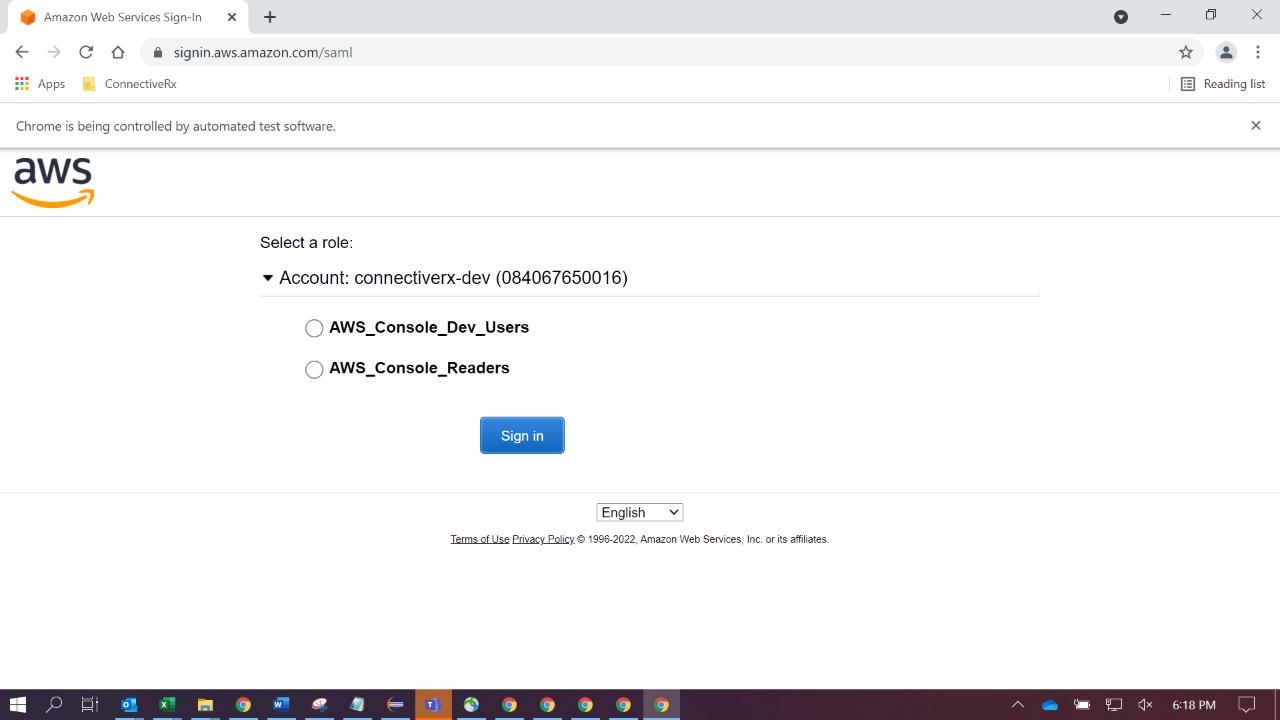 Amazon Web Services Sign-In
signin.aws.amazon.com/saml
Apps
ConnectiveRx
Reading list
Chrome is being controlled by automated test software.
aws
Select a role:
Account: connectiverx-dev (084067650016)
AWS_Console_Dev_Users
AWS_Console_Readers
Sign in
English
Terms of Use Privacy Policy © 1996-2022, Amazon Web Services, Inc. or its affiliates.
6:18 PM